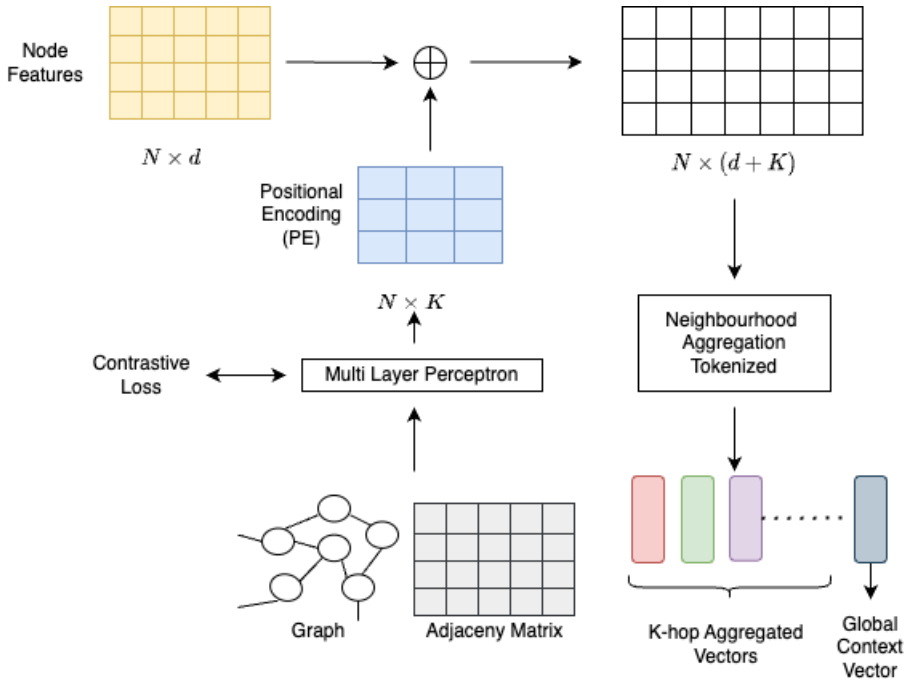 Node
Features
N × d
Positional
Encoding
(PE)
N × K
N × (d + K)
Neighbourhood
Aggregation
Tokenized
Contrastive
Loss
Multi Layer Perceptron
Graph
Adjaceny Matrix
K-hop Aggregated
Vectors
Global
Context
Vector